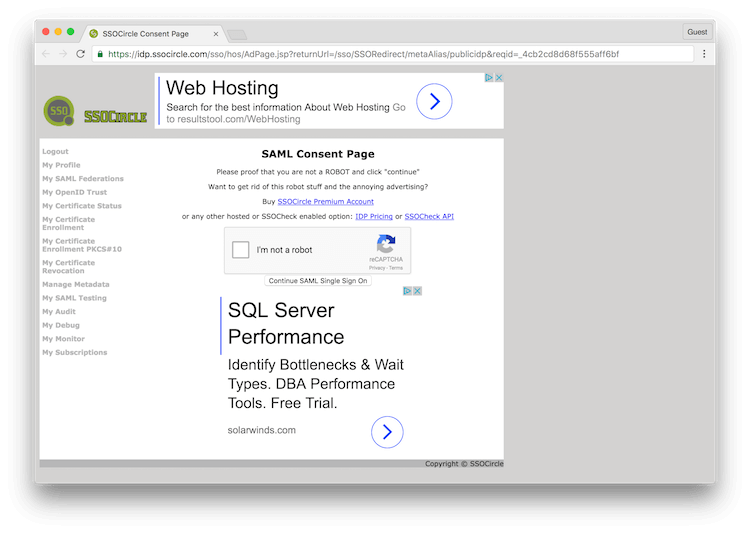 SSOCircle Consent Page
Guest
https://idp.ssocircle.com/sso/hos/AdPage.jsp?returnUrl=/sso/SSORedirect/metaAlias/publicidp&reqid=_4cb2cd8d68f555aff6bf
Web Hosting
Search for the best information About Web Hosting Go
to resultstool.com/WebHosting
SSO
SSOCIRCLE
Logout
My Profile
My SAML Federations
My OpenID Trust
My Certificate Status
My Certificate
Enrollment
My Certificate
Enrollment PKCS#10
My Certificate
Revocation
Manage Metadata
My SAML Testing
My Audit
My Debug
My Monitor
My Subscriptions
SAML Consent Page
Please proof that you are not a ROBOT and click "continue"
Want to get rid of this robot stuff and the annoying advertising?
Buy SSOCircle Premium Account
or any other hosted or SSOCheck enabled option: IDP Pricing or SSOCheck API
I'm not a robot
reCAPTCHA
Privacy - Terms
Continue SAML Single Sign On
SQL Server
Performance
Identify Bottlenecks & Wait
Types. DBA Performance
Tools. Free Trial.
solarwinds.com
Copyright © SSOCircle